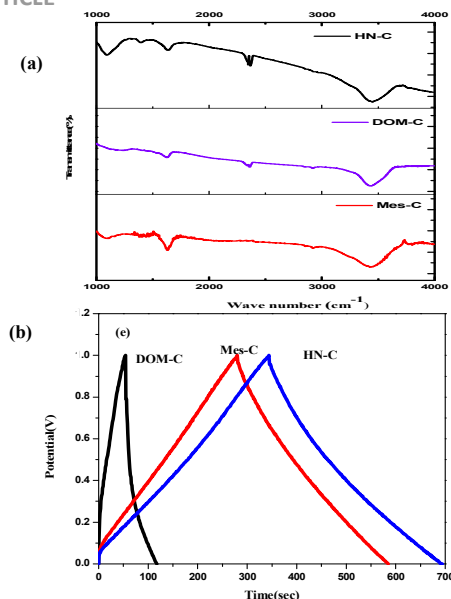 1000 2000 3000 4000
(a)
HN-C
DOM-C
Mes-C
1000 2000 3000 4000
Wave number (cm-1)
(b)
(e)
DOM-C
Mes-C
HN-C
1.0
0.8
0.6
0.4
0.2
0.0
Potential(V)
0 100 200 300 400 500 600 700
Time(sec)